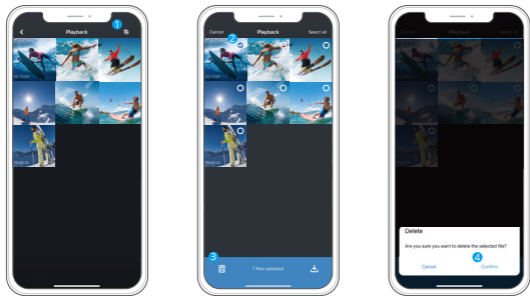 1
Playback
Cancel 2 Playback Select all
3
1 files selected
Delete
Are you sure you want to delete the selected file?
4
Cancel Confirm